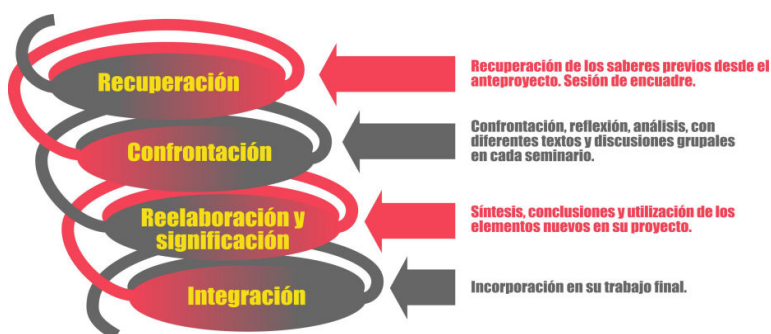 Recuperación
Recuperación de los saberes previos desde el
anteproyecto. Sesión de encuadre.
Confrontación
Confrontación, reflexión, análisis, con
diferentes textos y discusiones grupales
en cada seminario.
Reelaboración y
significación
Síntesis, conclusiones y utilización de los
elementos nuevos en su proyecto.
Integración
Incorporación en su trabajo final.